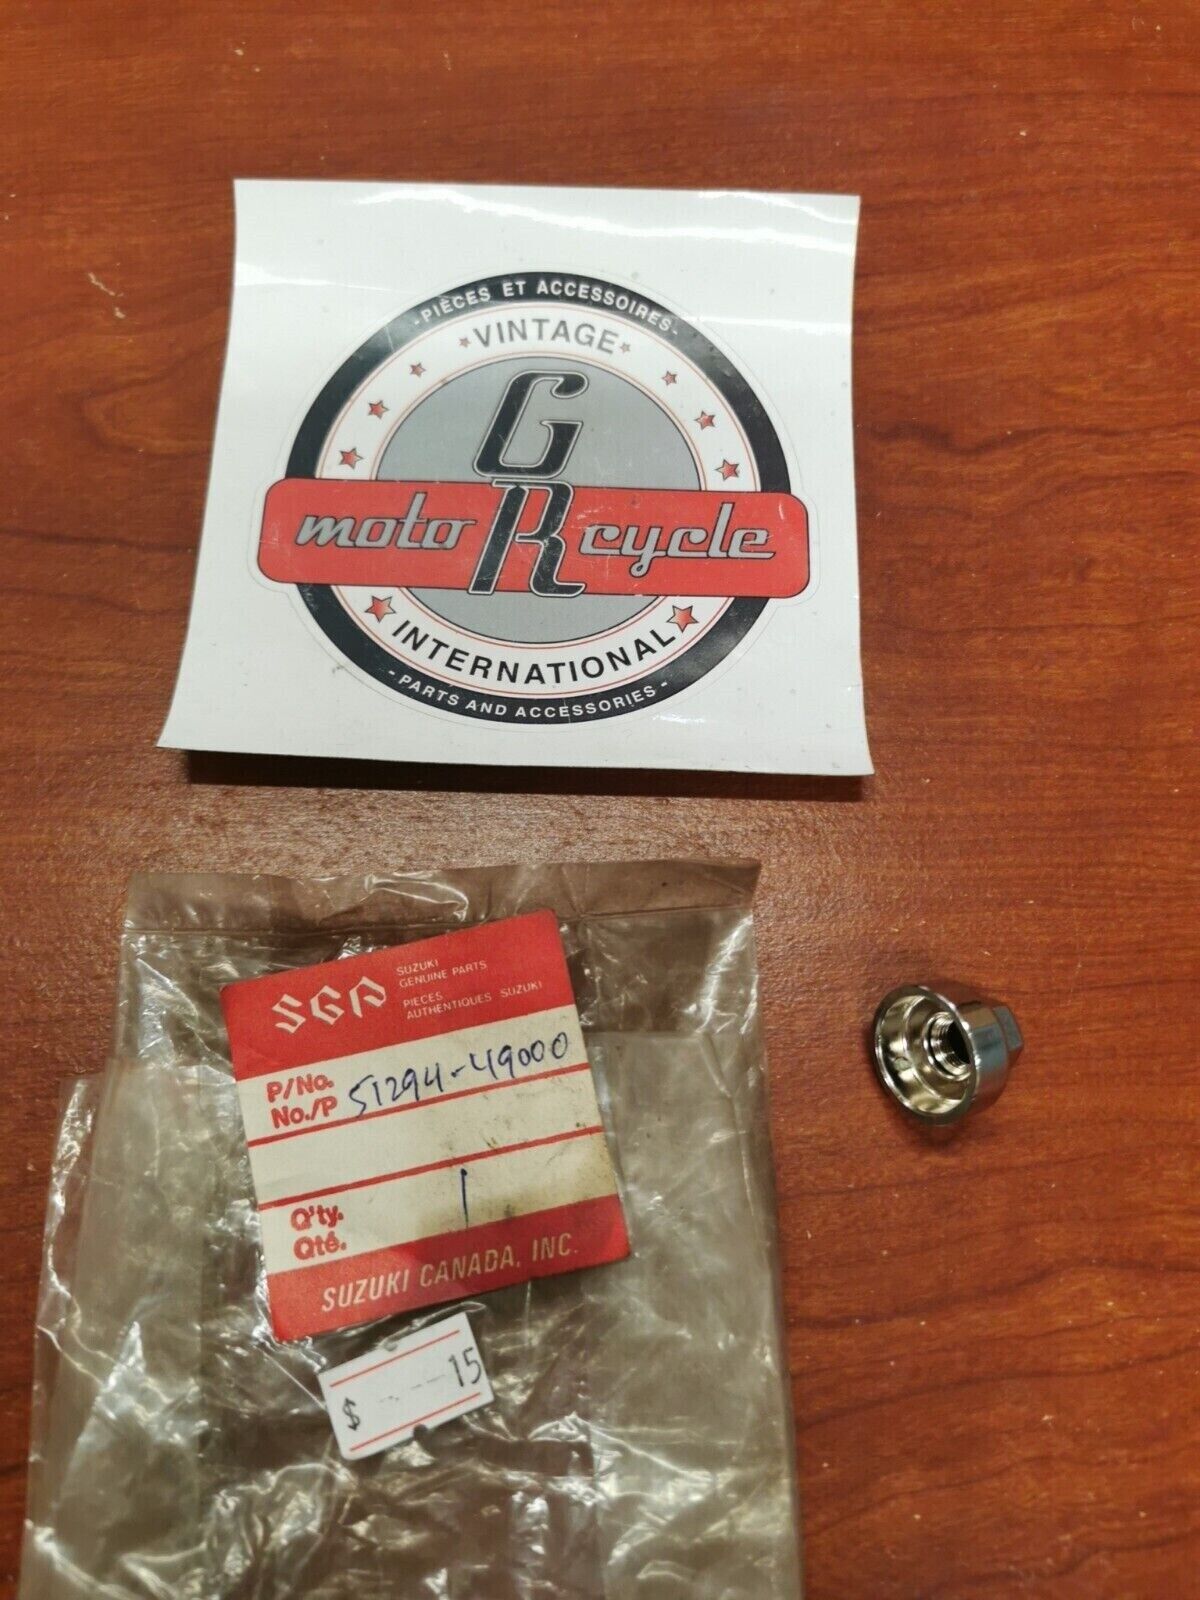 - PIÈCES ET ACCESSOIRES -
VINTAGE
G
moto R cycle
INTERNATIONAL
- PARTS AND ACCESSORIES -
SGP
SUZUKI
GENUINE PARTS
PIECES
AUTHENTIQUES SUZUKI
P/No.
No./P 51294-49000
Q'ty.
Qté. 1
SUZUKI CANADA, INC.
$ ----- 15